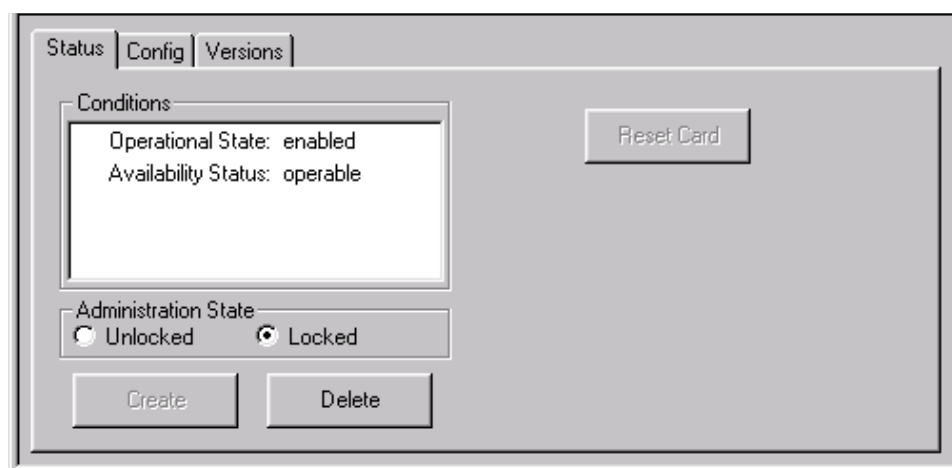 Status Config Versions
Conditions
Operational State: enabled
Availability Status: operable
Reset Card
Administration State
Unlocked Locked
Create Delete